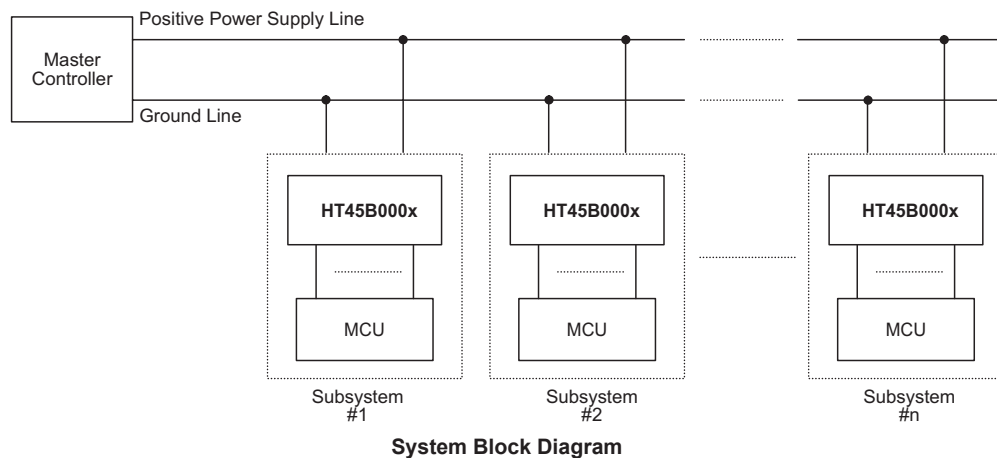 Positive Power Supply Line
Master
Controller
Ground Line
HT45B000x
HT45B000x
HT45B000x
MCU
MCU
MCU
Subsystem
#1
Subsystem
#2
Subsystem
#n
System Block Diagram